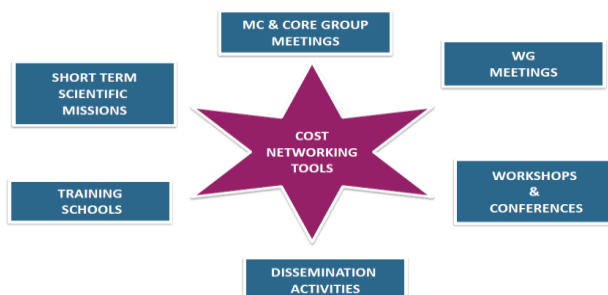 MC & CORE GROUP
MEETINGS
WG
MEETINGS
SHORT TERM
SCIENTIFIC
MISSIONS
COST
NETWORKING
TOOLS
WORKSHOPS
&
CONFERENCES
TRAINING
SCHOOLS
DISSEMINATION
ACTIVITIES